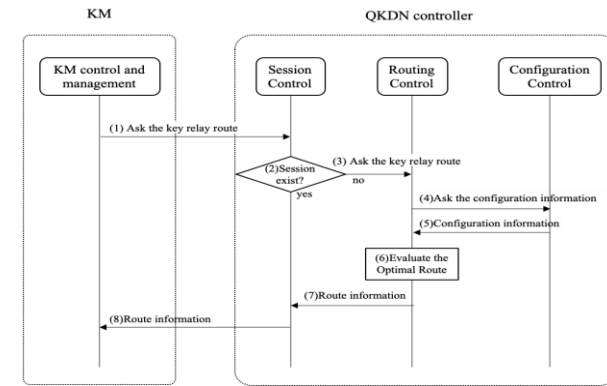 KM
QKDN controller
KM control and
management
Session
Control
Routing
Control
Configuration
Control
(1) Ask the key relay route
(2)Session
exist?
(3) Ask the key relay route
no
yes
(4)Ask the configuration information
(5)Configuration information
(6)Evaluate the
Optimal Route
(7)Route information
(8)Route information